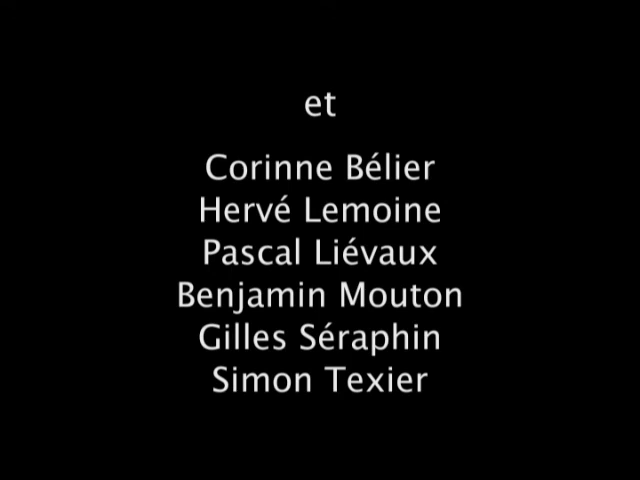 et
Corinne Bélier
Hervé Lemoine
Pascal Liévaux
Benjamin Mouton
Gilles Séraphin
Simon Texier